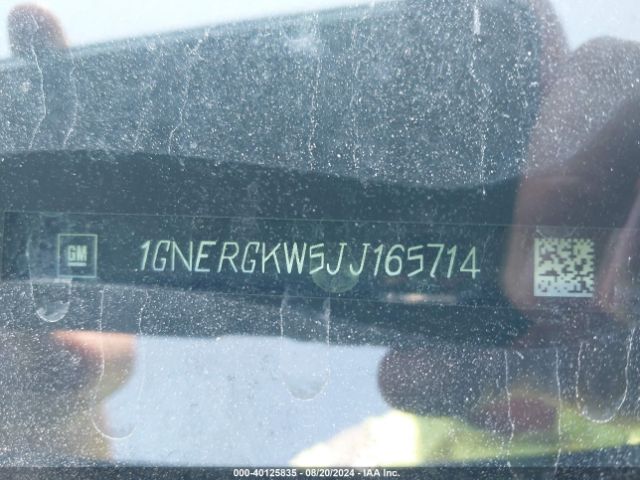 GM 1GNERGKW5JJ165714
000-40125835 - 08/20/2024 - IAA Inc.